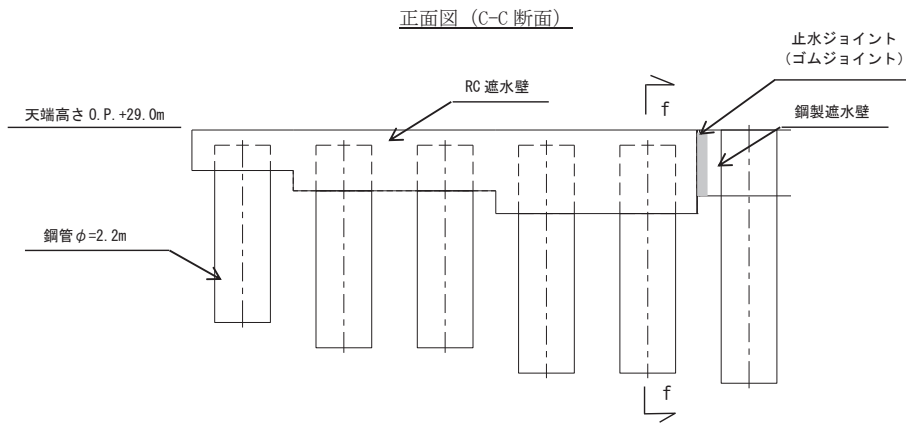 正面図（C-C 断面）
止水ジョイント
（ゴムジョイント）
RC 遮水壁
f
天端高さ O.P.+29.0m
鋼製遮水壁
鋼管φ=2.2m
f